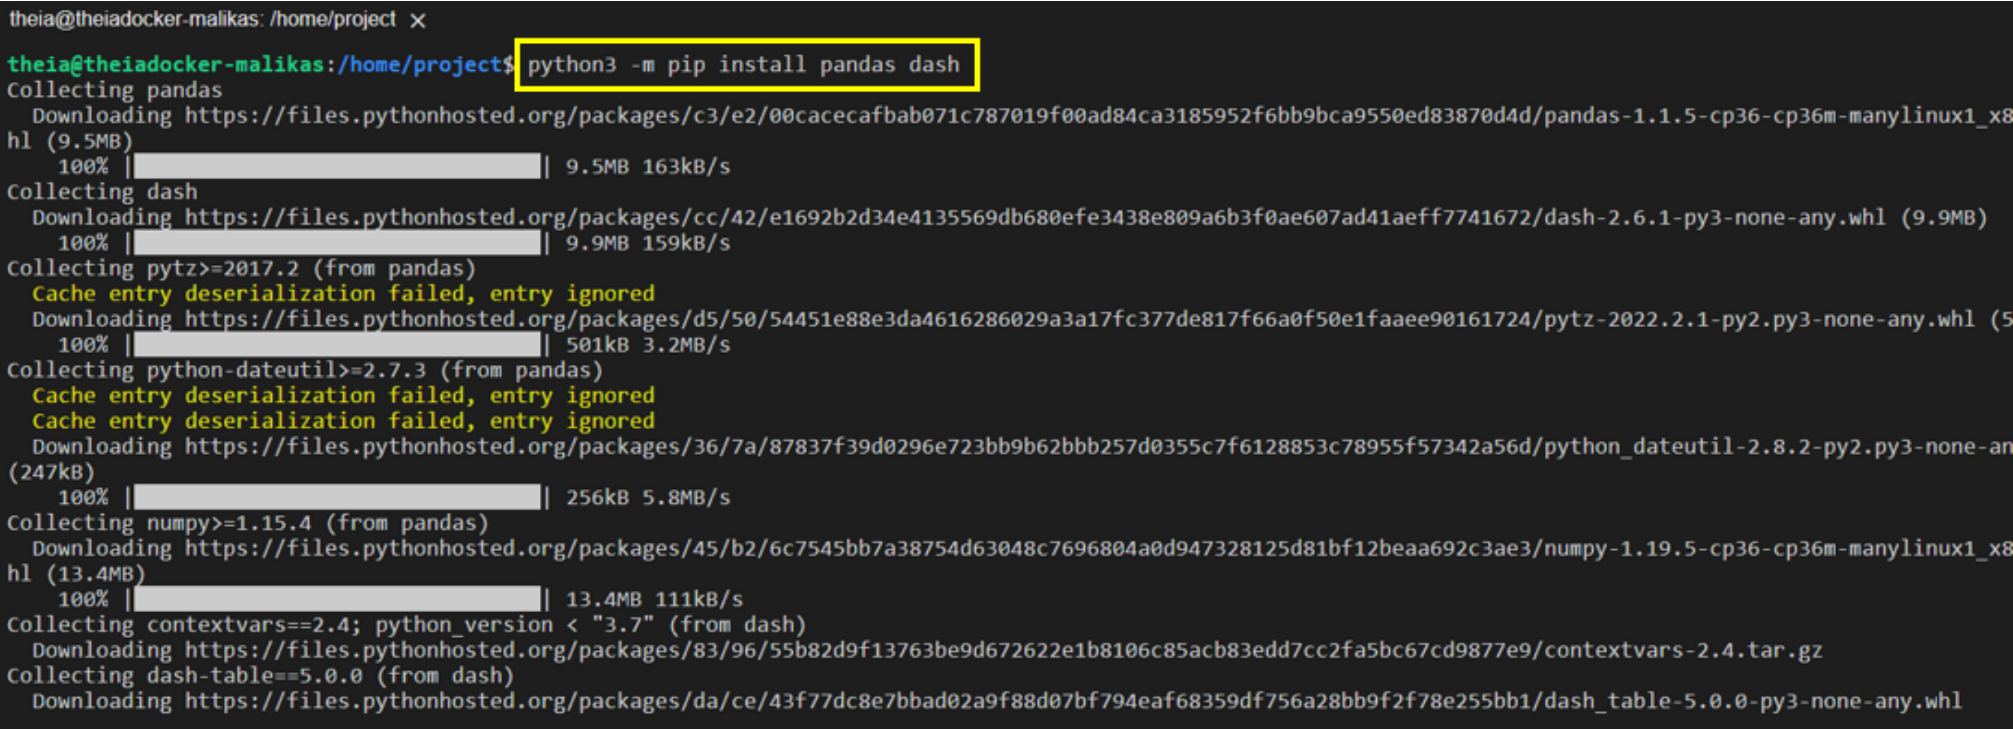 theia@theiadocker-malikas: /home/project ×
theia@theiadocker-malikas:/home/project$ python3 -m pip install pandas dash
Collecting pandas
  Downloading https://files.pythonhosted.org/packages/c3/e2/00cacecafbab071c787019f00ad84ca3185952f6bb9bca9550ed83870d4d/pandas-1.1.5-cp36-cp36m-manylinux1_x8
hl (9.5MB)
    100% |████████████████████████████████| 9.5MB 163kB/s
Collecting dash
  Downloading https://files.pythonhosted.org/packages/cc/42/e1692b2d34e4135569db680efe3438e809a6b3f0ae607ad41aeff7741672/dash-2.6.1-py3-none-any.whl (9.9MB)
    100% |████████████████████████████████| 9.9MB 159kB/s
Collecting pytz>=2017.2 (from pandas)
  Cache entry deserialization failed, entry ignored
  Downloading https://files.pythonhosted.org/packages/d5/50/54451e88e3da4616286029a3a17fc377de817f66a0f50e1faaee90161724/pytz-2022.2.1-py2.py3-none-any.whl (5
    100% |████████████████████████████████| 501kB 3.2MB/s
Collecting python-dateutil>=2.7.3 (from pandas)
  Cache entry deserialization failed, entry ignored
  Cache entry deserialization failed, entry ignored
  Downloading https://files.pythonhosted.org/packages/36/7a/87837f39d0296e723bb9b62bbb257d0355c7f6128853c78955f57342a56d/python_dateutil-2.8.2-py2.py3-none-an
(247kB)
    100% |████████████████████████████████| 256kB 5.8MB/s
Collecting numpy>=1.15.4 (from pandas)
  Downloading https://files.pythonhosted.org/packages/45/b2/6c7545bb7a38754d63048c7696804a0d947328125d81bf12beaa692c3ae3/numpy-1.19.5-cp36-cp36m-manylinux1_x8
hl (13.4MB)
    100% |████████████████████████████████| 13.4MB 111kB/s
Collecting contextvars==2.4; python_version < "3.7" (from dash)
  Downloading https://files.pythonhosted.org/packages/83/96/55b82d9f13763be9d672622e1b8106c85acb83edd7cc2fa5bc67cd9877e9/contextvars-2.4.tar.gz
Collecting dash-table==5.0.0 (from dash)
  Downloading https://files.pythonhosted.org/packages/da/ce/43f77dc8e7bbad02a9f88d07bf794eaf68359df756a28bb9f2f78e255bb1/dash_table-5.0.0-py3-none-any.whl